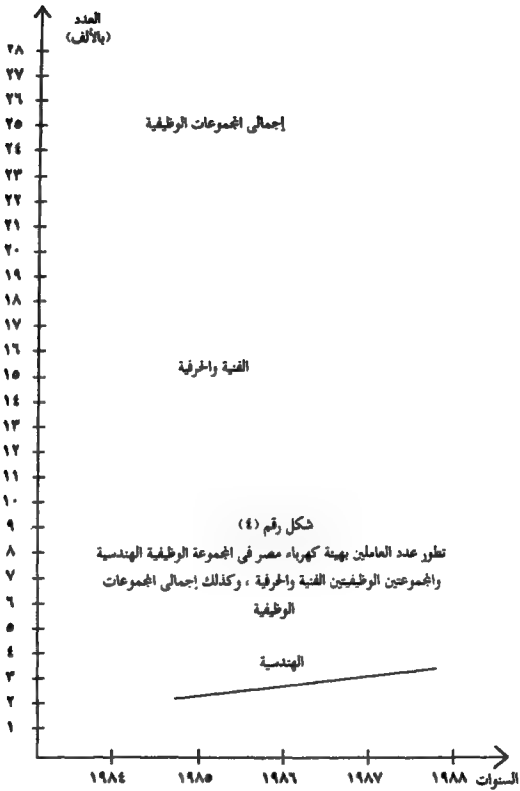 العدد
(بالألف)
٢٨
٢٧
٢٦
٢٥
٢٤
٢٣
٢٢
٢١
٢٠
١٩
١٨
١٧
١٦
١٥
١٤
١٣
١٢
١١
١٠
٩
٨
٧
٦
٥
٤
٣
٢
١
إجمالى المجموعات الوظيفية
الفنية والحرفية
شكل رقم (٤)
تطور عدد العاملين بهيئة كهرباء مصر فى المجموعة الوظيفية الهندسية
والمجموعتين الوظيفيتين الفنية والحرفية ، وكذلك إجمالى المجموعات
الوظيفية
الهندسية
١٩٨٤ ١٩٨٥ ١٩٨٦ ١٩٨٧ ١٩٨٨ السنوات